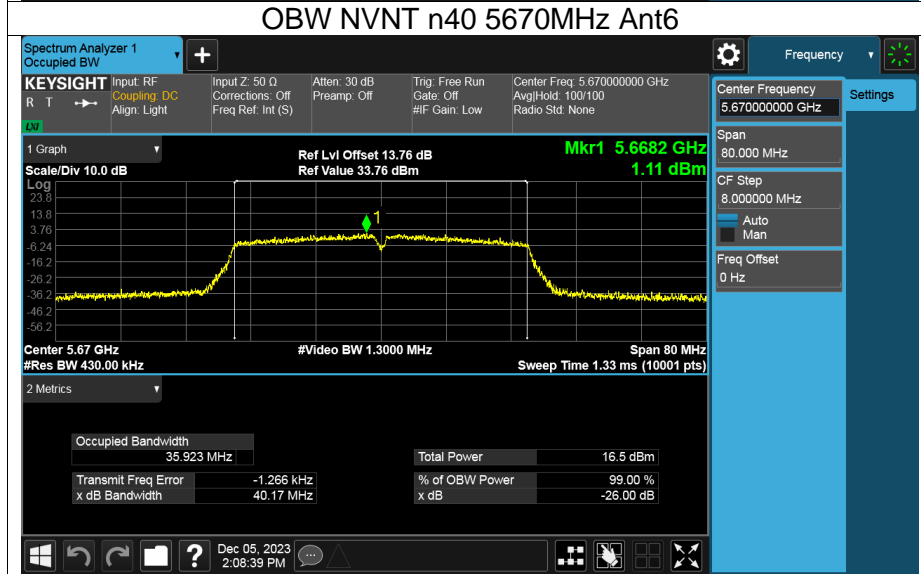 OBW NVNT n40 5670MHz Ant6
Spectrum Analyzer 1
Occupied BW
+
Frequency
KEYSIGHT
R T
LXI
Input: RF
Coupling: DC
Align: Light
Input Z: 50 Ω
Corrections: Off
Freq Ref: Int (S)
Atten: 30 dB
Preamp: Off
Trig: Free Run
Gate: Off
#IF Gain: Low
Center Freq: 5.670000000 GHz
Avg|Hold: 100/100
Radio Std: None
Center Frequency
5.670000000 GHz
Settings
Span
80.000 MHz
CF Step
8.000000 MHz
Auto
Man
Freq Offset
0 Hz
1 Graph
Scale/Div 10.0 dB
Ref Lvl Offset 13.76 dB
Ref Value 33.76 dBm
Mkr1 5.6682 GHz
1.11 dBm
Log
23.8
13.8
3.76
-6.24
-16.2
-26.2
-36.2
-46.2
-56.2
1
Center 5.67 GHz
#Video BW 1.3000 MHz
Span 80 MHz
#Res BW 430.00 kHz
Sweep Time 1.33 ms (10001 pts)
2 Metrics
Occupied Bandwidth
35.923 MHz
Total Power 16.5 dBm
Transmit Freq Error -1.266 kHz
% of OBW Power 99.00 %
x dB Bandwidth 40.17 MHz
x dB -26.00 dB
?
Dec 05, 2023
2:08:39 PM